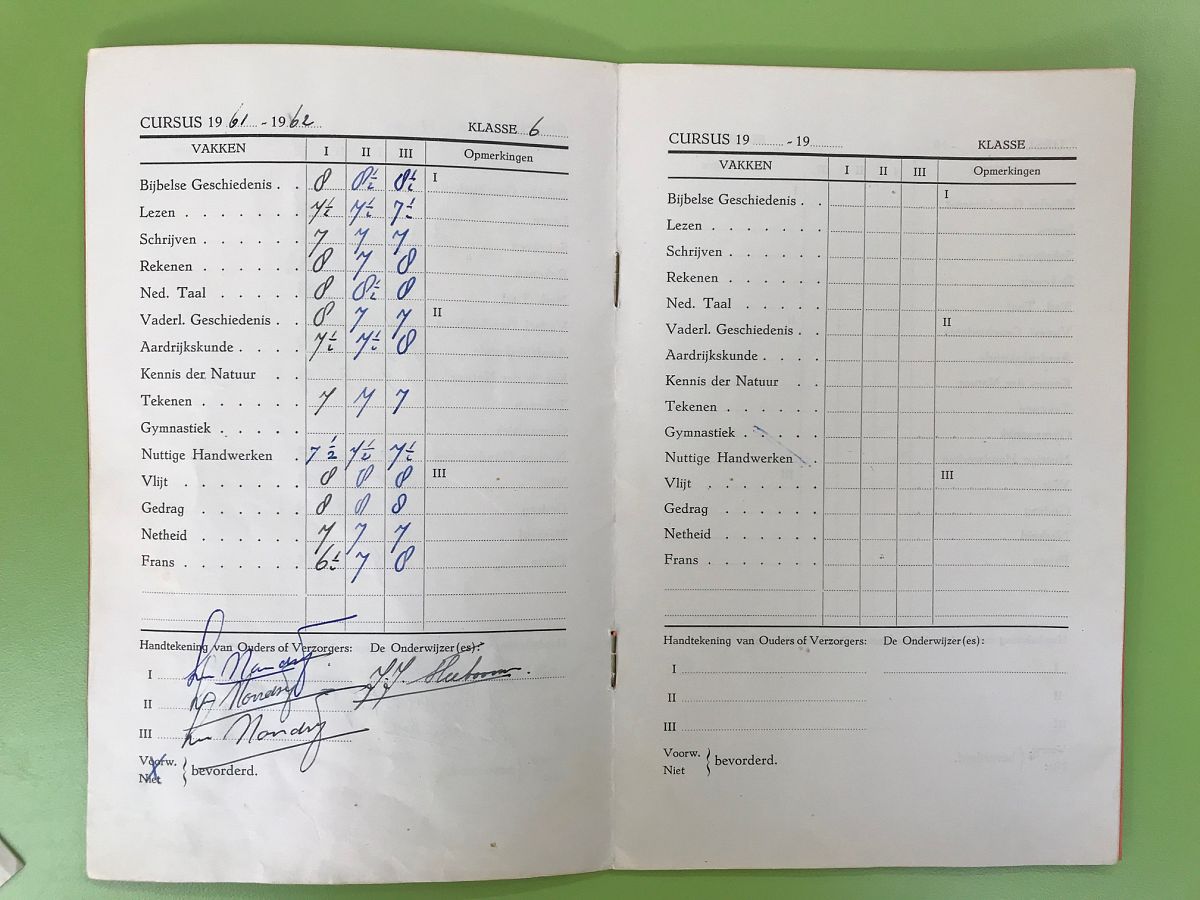 CURSUS 19 61 - 19 62 KLASSE 6
VAKKEN I II III Opmerkingen
Bijbelse Geschiedenis . . 8 8½ 8½ I
Lezen . . . . . . . 7½ 7½ 7½
Schrijven . . . . . . 7 7 7
Rekenen . . . . . . 8 7 8
Ned. Taal . . . . . 8 8½ 8
Vaderl. Geschiedenis . . 8 7 7 II
Aardrijkskunde . . . . 7½ 7½ 8
Kennis der Natuur . .
Tekenen . . . . . . 7 7 7
Gymnastiek . . . . .
Nuttige Handwerken . 7½ 7½ 7½
Vlijt . . . . . . . 8 8 8 III
Gedrag . . . . . . 8 8 8
Netheid . . . . . . 7 7 7
Frans . . . . . . . 6½ 7 8
Handtekening van Ouders of Verzorgers: De Onderwijzer(es):
I
II
III
Voorw.
Niet
bevorderd.
CURSUS 19 - 19 KLASSE
VAKKEN I II III Opmerkingen
Bijbelse Geschiedenis . . I
Lezen . . . . . . .
Schrijven . . . . . .
Rekenen . . . . . .
Ned. Taal . . . . .
Vaderl. Geschiedenis . . II
Aardrijkskunde . . . .
Kennis der Natuur . .
Tekenen . . . . . .
Gymnastiek . . . . .
Nuttige Handwerken .
Vlijt . . . . . . . III
Gedrag . . . . . .
Netheid . . . . . .
Frans . . . . . . .
Handtekening van Ouders of Verzorgers: De Onderwijzer(es):
I
II
III
Voorw.
Niet
bevorderd.